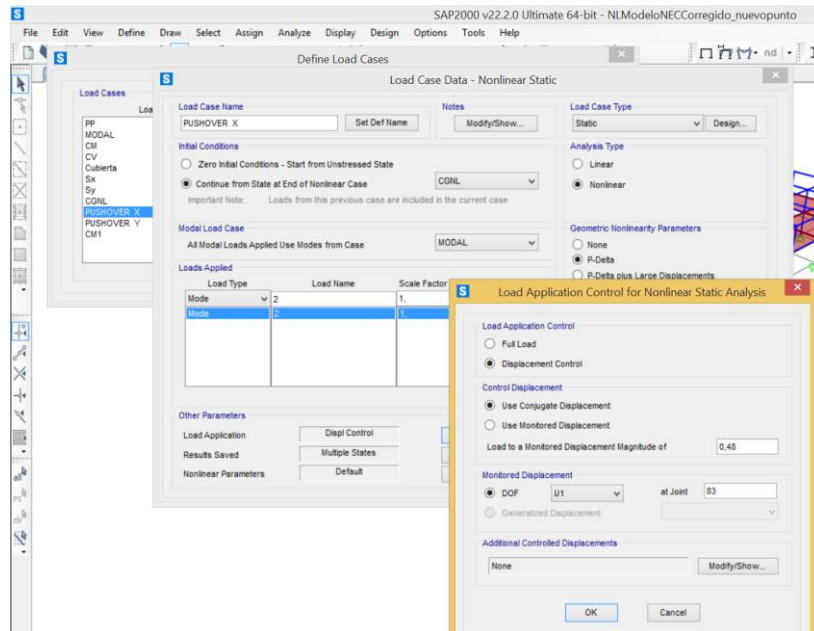 SAP2000 v22.2.0 Ultimate 64-bit - NLModeloNECCorregido_nuevopunto
File Edit View Define Draw Select Assign Analyze Display Design Options Tools Help
nd
Define Load Cases
Load Cases
Loa
PP
MODAL
CM
CV
Cubierta
Sx
Sy
CGNL
PUSHOVER X
PUSHOVER Y
CM1
Load Case Data - Nonlinear Static
Load Case Name
PUSHOVER X
Set Def Name
Notes
Modify/Show...
Load Case Type
Static
Design...
Initial Conditions
Zero Initial Conditions - Start from Unstressed State
Continue from State at End of Nonlinear Case
CGNL
Important Note: Loads from this previous case are included in the current case
Analysis Type
Linear
Nonlinear
Modal Load Case
All Modal Loads Applied Use Modes from Case
MODAL
Geometric Nonlinearity Parameters
None
P-Delta
P-Delta plus Large Displacements
Loads Applied
Load Type Load Name Scale Factor
Mode 2 1,
Mode 2 1,
Other Parameters
Load Application Displ Control
Results Saved Multiple States
Nonlinear Parameters Default
Load Application Control for Nonlinear Static Analysis
Load Application Control
Full Load
Displacement Control
Control Displacement
Use Conjugate Displacement
Use Monitored Displacement
Load to a Monitored Displacement Magnitude of 0,48
Monitored Displacement
DOF U1 at Joint 83
Generalized Displacement
Additional Controlled Displacements
None
Modify/Show...
OK Cancel
all